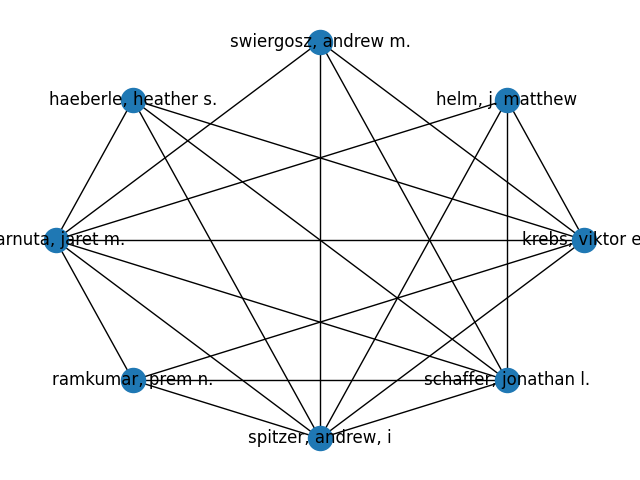 swiergosz, andrew m.
haeberle, heather s.
helm, j. matthew
arnuta, jaret m.
krebs, viktor e
ramkumar, prem n.
schaffer, jonathan l.
spitzer, andrew, i